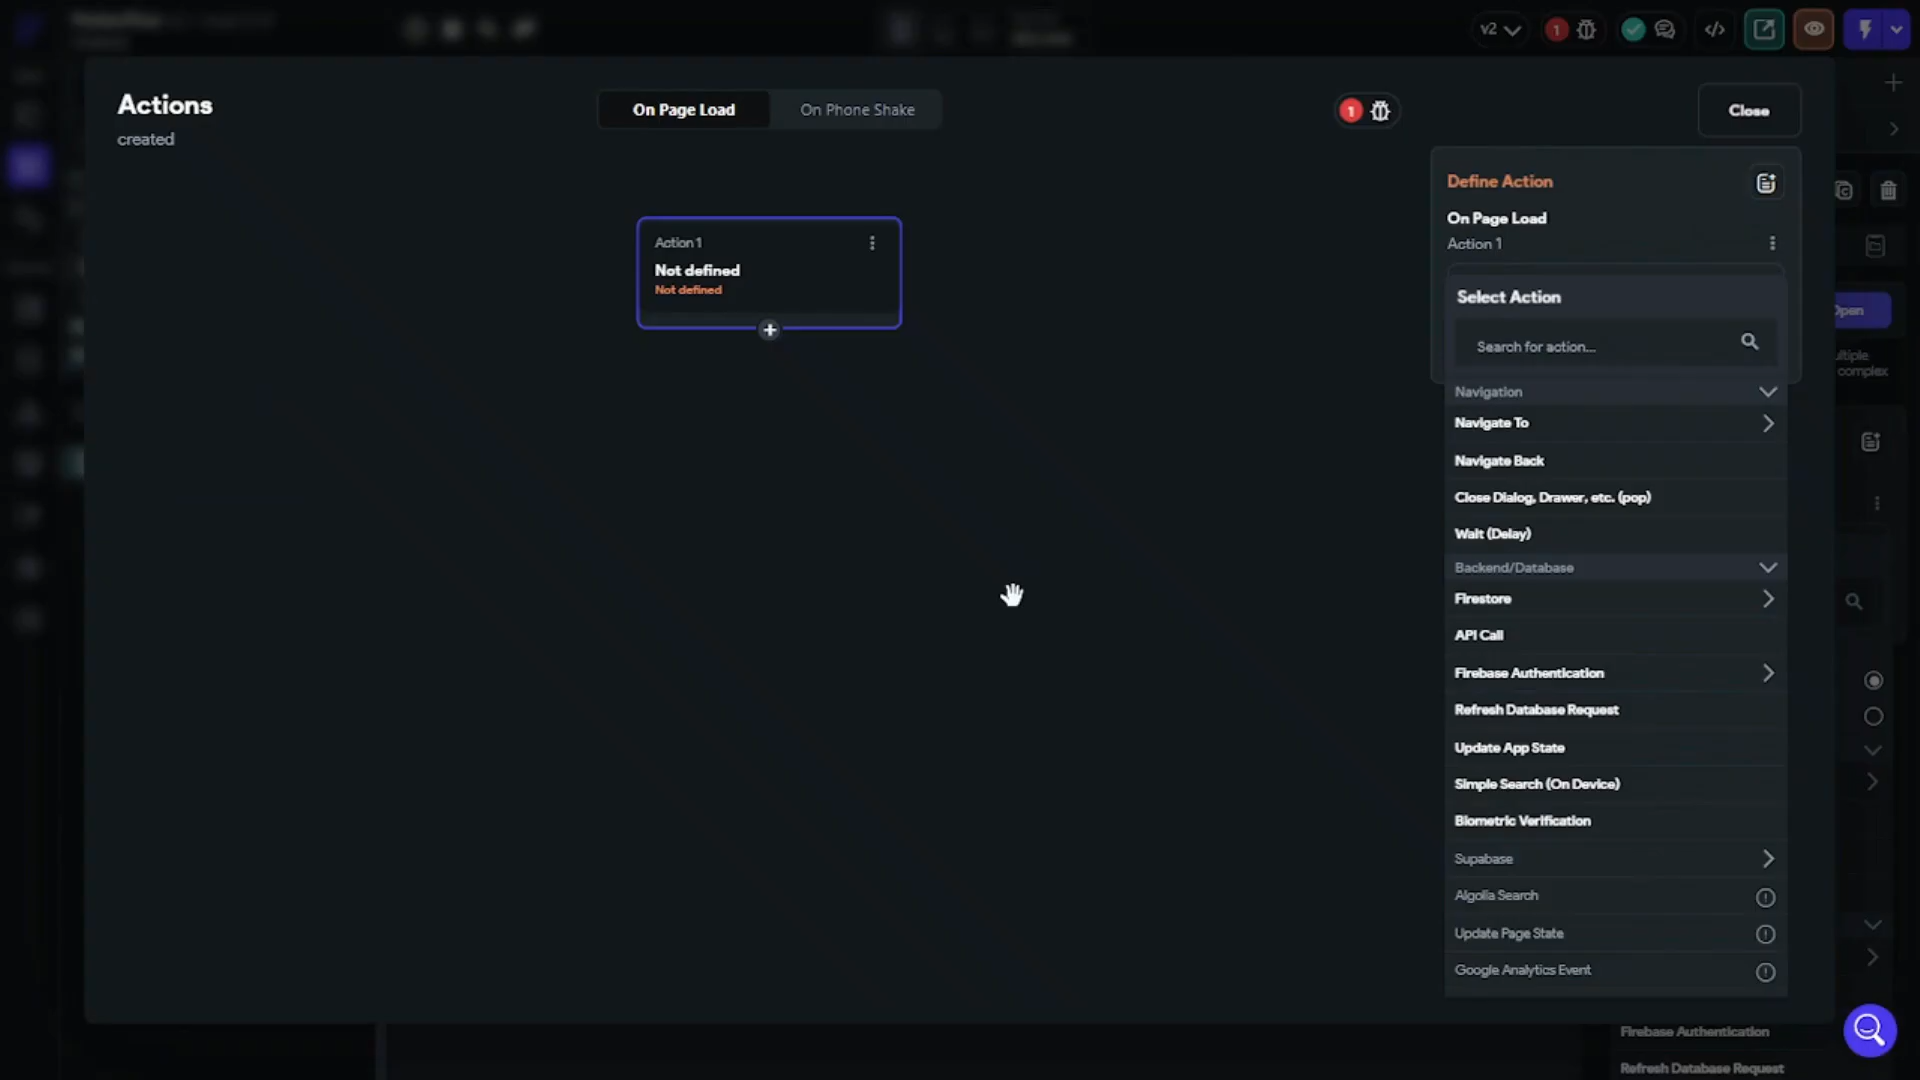 v2
1
Actions
created
On Page Load
On Phone Shake
1
Close
Define Action
On Page Load
Action 1
Action 1
Not defined
Not defined
Select Action
Search for action...
Navigation
Navigate To
Navigate Back
Close Dialog, Drawer, etc. (pop)
Wait (Delay)
Backend/Database
Firestore
API Call
Firebase Authentication
Refresh Database Request
Update App State
Simple Search (On Device)
Biometric Verification
Supabase
Algolia Search
Update Page State
Google Analytics Event
Open
ultiple
complex
Firebase Authentication
Refresh Database Request